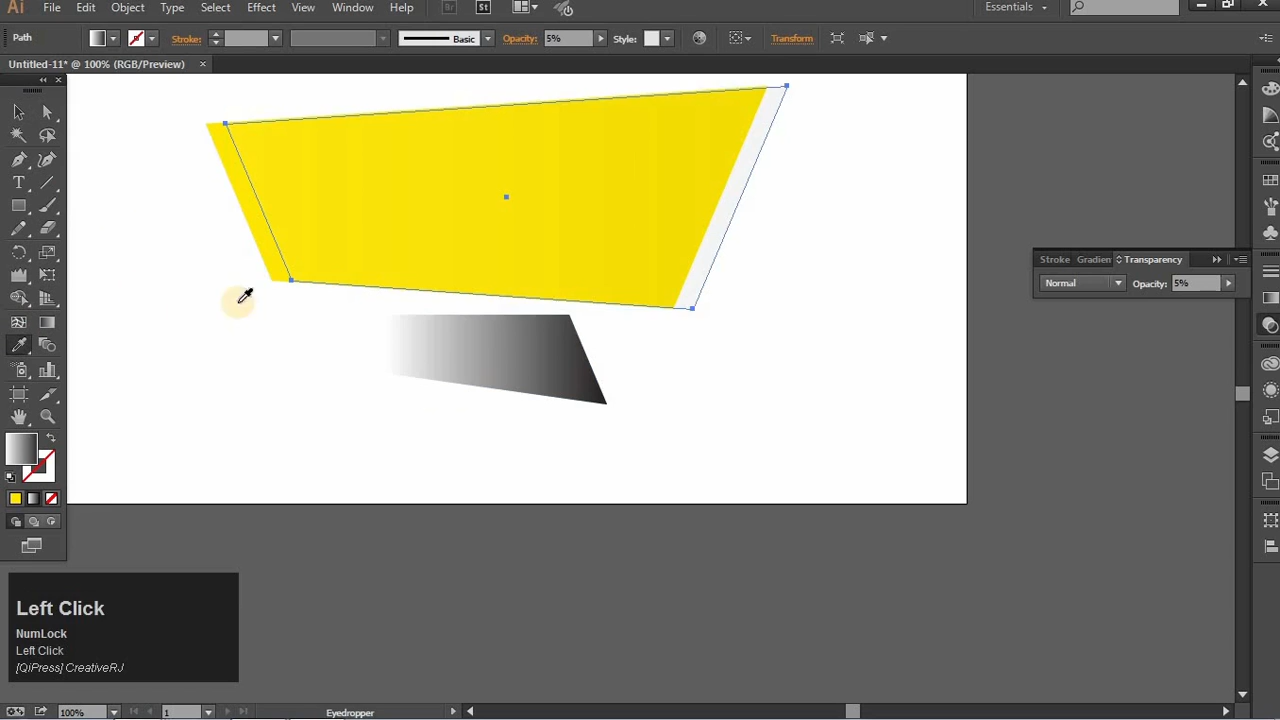 Ai File Edit Object Type Select Effect View Window Help Br St Essentials
Path Stroke: Basic Opacity: 5% Style: Transform
Untitled-11* @ 100% (RGB/Preview) ×
Stroke Gradien Transparency
Normal Opacity: 5%
Left Click
NumLock
Left Click
[QiPress] CreativeRJ
100% 1 Eyedropper